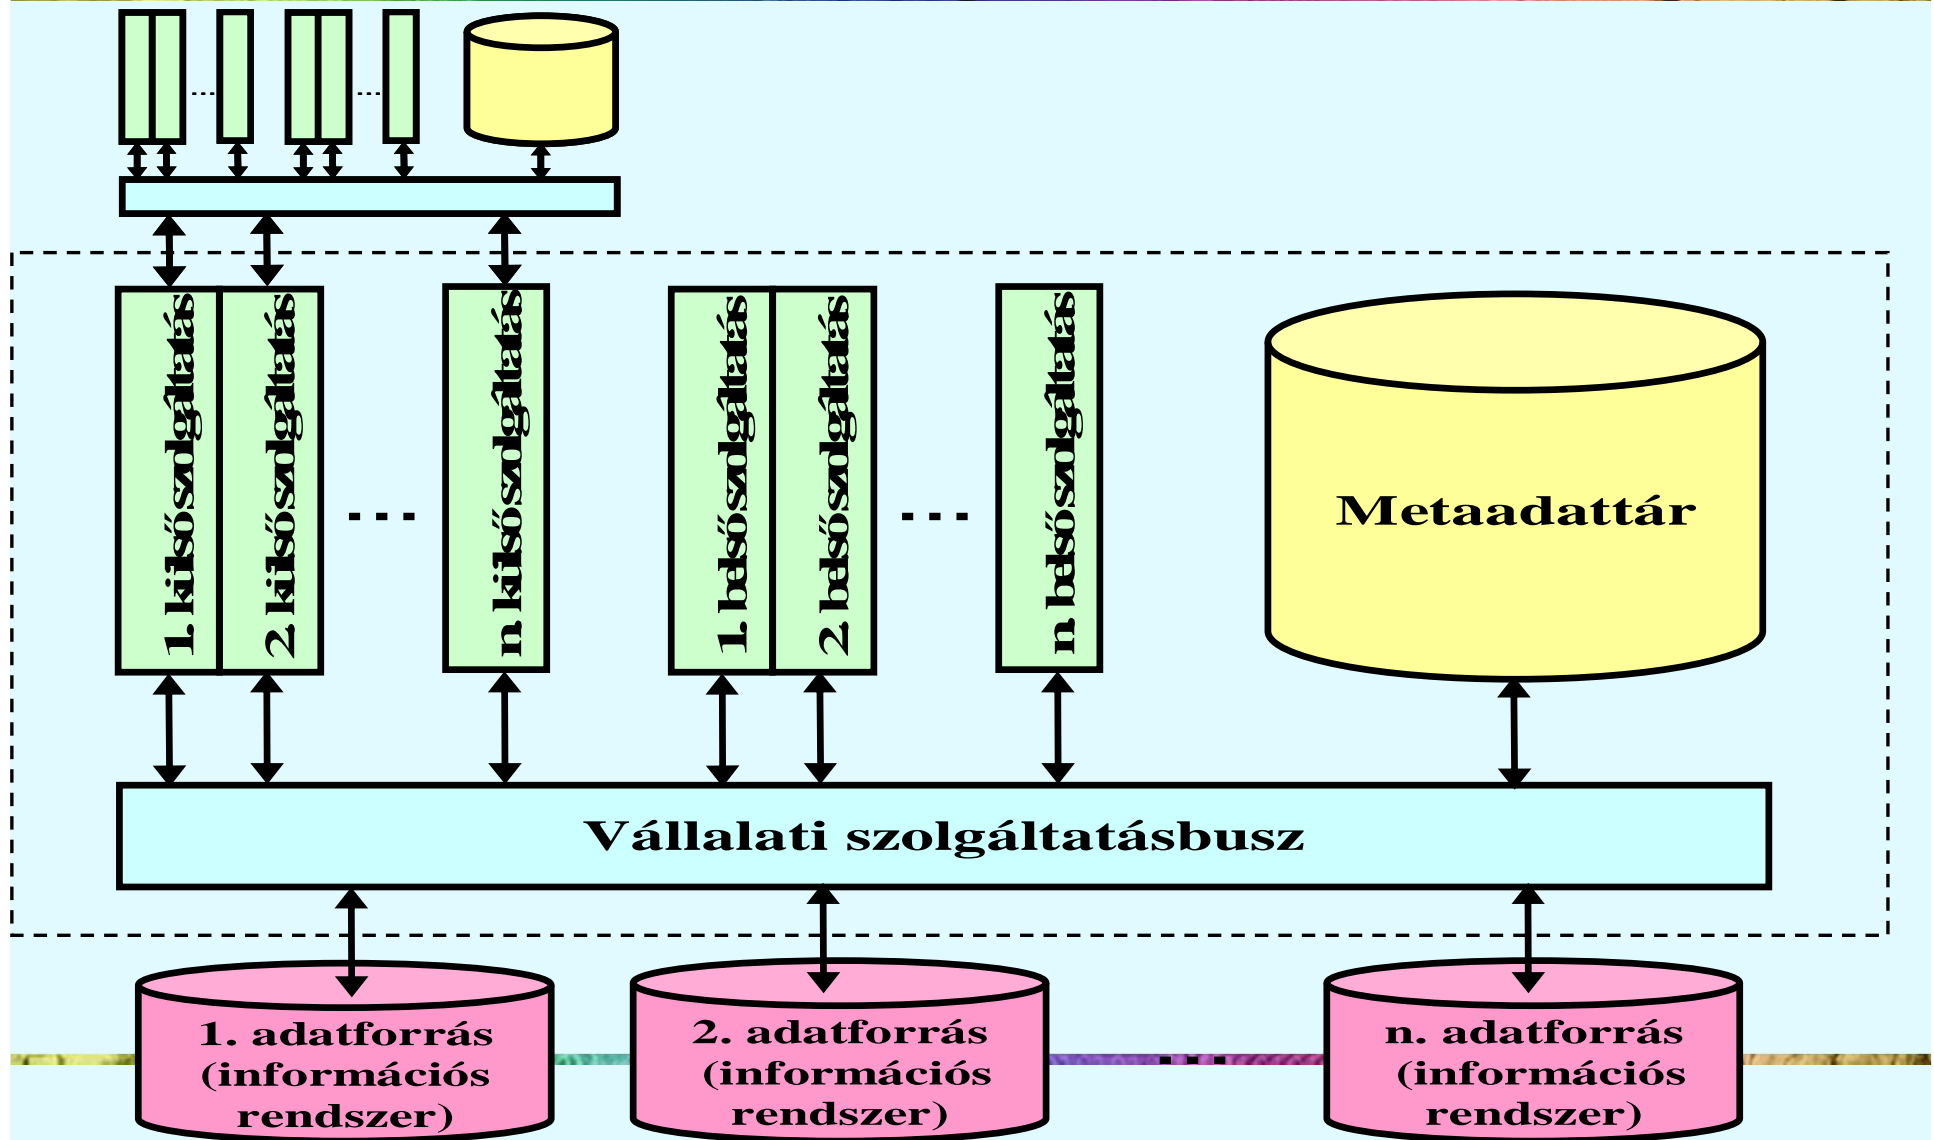 1. külső szolgáltatás
2. külső szolgáltatás
...
n. külső szolgáltatás
1. belső szolgáltatás
2. belső szolgáltatás
...
n. belső szolgáltatás
Metaadattár
Vállalati szolgáltatásbusz
1. adatforrás
(információs
rendszer)
2. adatforrás
(információs
rendszer)
...
n. adatforrás
(információs
rendszer)